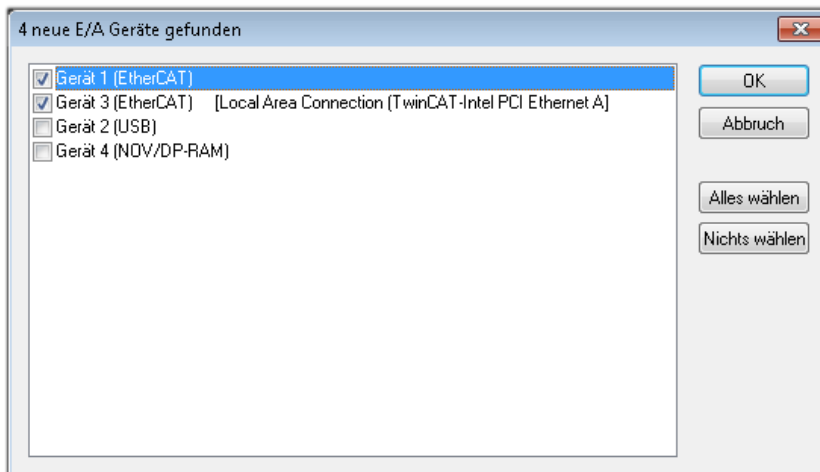 4 neue E/A Geräte gefunden
Gerät 1 (EtherCAT)
Gerät 3 (EtherCAT) [Local Area Connection (TwinCAT-Intel PCI Ethernet A]
Gerät 2 (USB)
Gerät 4 (NOV/DP-RAM)
OK
Abbruch
Alles wählen
Nichts wählen